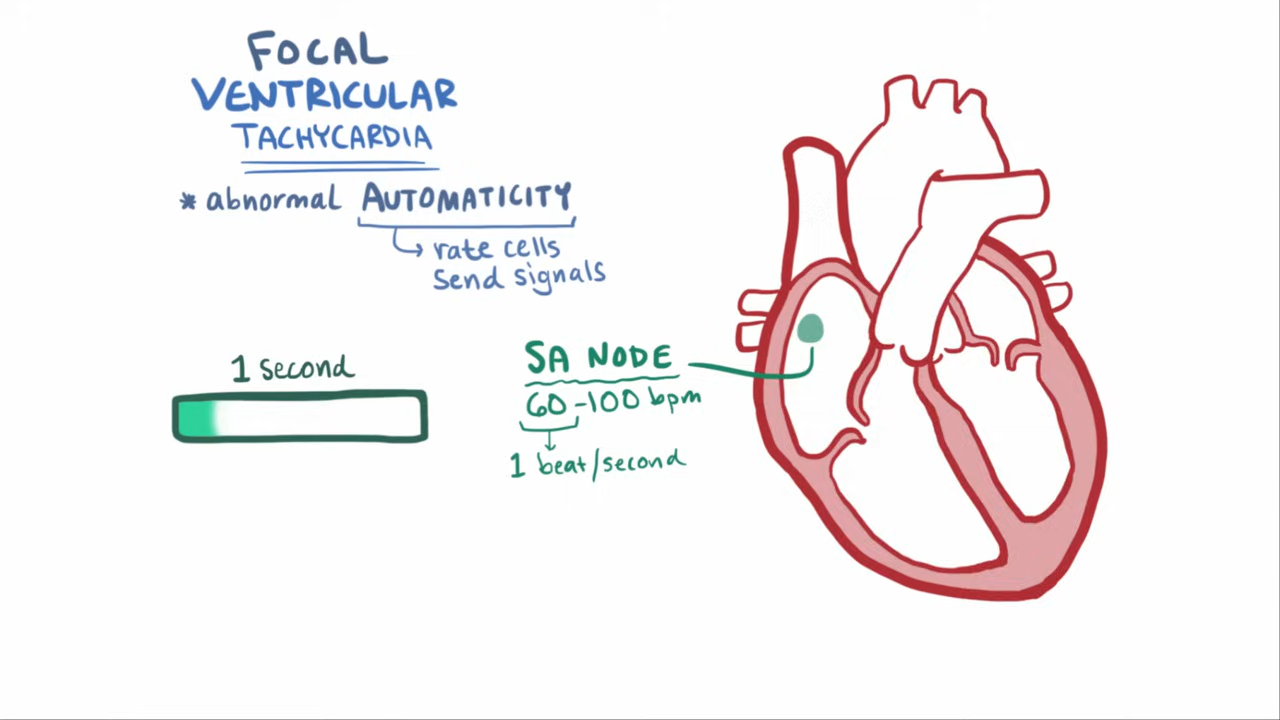 FOCAL
VENTRICULAR
TACHYCARDIA
* abnormal AUTOMATICITY
rate cells
send signals
1 second
SA NODE
60-100 bpm
1 beat/second